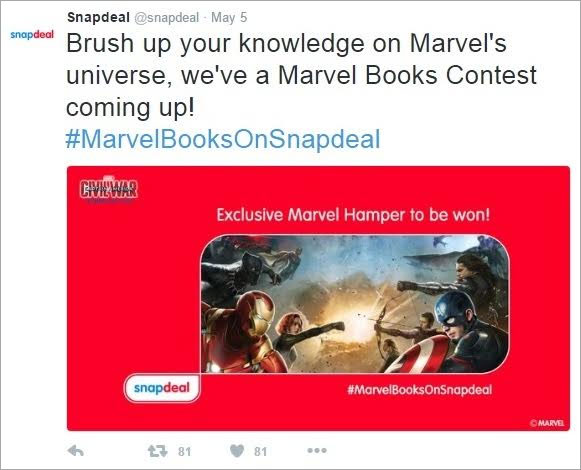 Snapdeal @snapdeal · May 5
snapdeal
Brush up your knowledge on Marvel's
universe, we've a Marvel Books Contest
coming up!
#MarvelBooksOnSnapdeal
CIVIL WAR
Exclusive Marvel Hamper to be won!
snapdeal
#MarvelBooksOnSnapdeal
© MARVEL
81
81